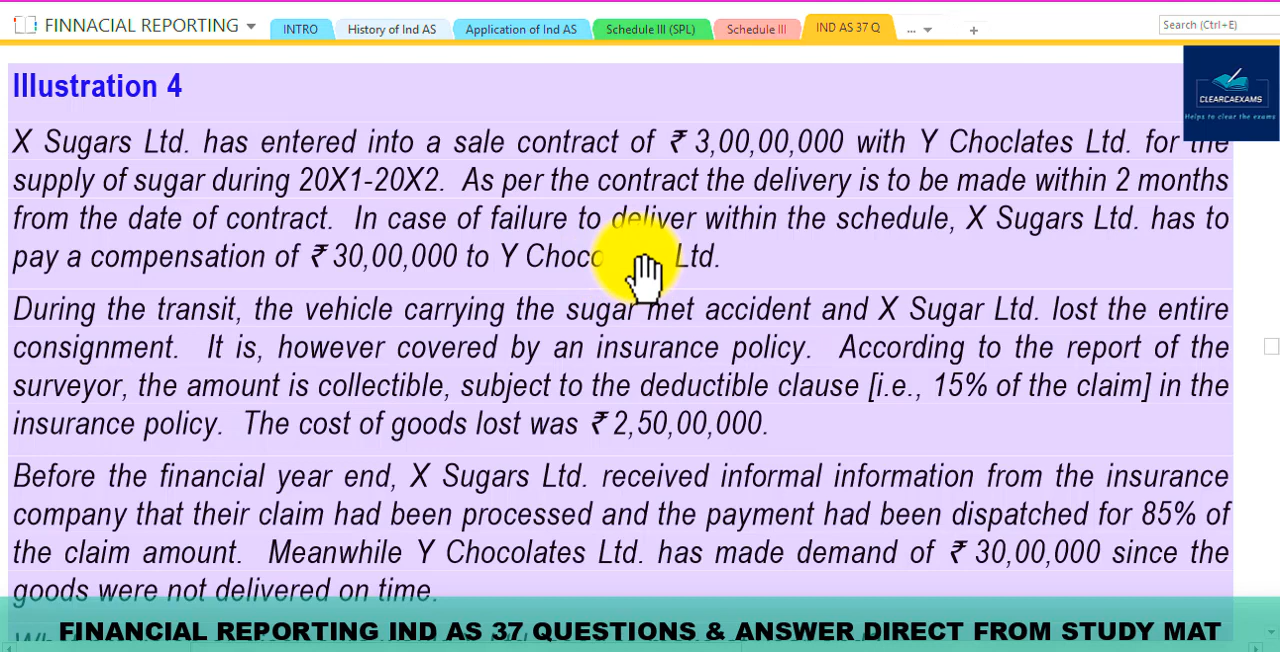 FINNACIAL REPORTING
INTRO
History of Ind AS
Application of Ind AS
Schedule III (SPL)
Schedule III
IND AS 37 Q
...
+
Search (Ctrl+E)
CLEARCAEXAMS
Helps to clear the exams
Illustration 4
X Sugars Ltd. has entered into a sale contract of ₹ 3,00,00,000 with Y Choclates Ltd. for the
supply of sugar during 20X1-20X2. As per the contract the delivery is to be made within 2 months
from the date of contract. In case of failure to deliver within the schedule, X Sugars Ltd. has to
pay a compensation of ₹ 30,00,000 to Y Choco Ltd.
During the transit, the vehicle carrying the sugar met accident and X Sugar Ltd. lost the entire
consignment. It is, however covered by an insurance policy. According to the report of the
surveyor, the amount is collectible, subject to the deductible clause [i.e., 15% of the claim] in the
insurance policy. The cost of goods lost was ₹ 2,50,00,000.
Before the financial year end, X Sugars Ltd. received informal information from the insurance
company that their claim had been processed and the payment had been dispatched for 85% of
the claim amount. Meanwhile Y Chocolates Ltd. has made demand of ₹ 30,00,000 since the
goods were not delivered on time.
FINANCIAL REPORTING IND AS 37 QUESTIONS & ANSWER DIRECT FROM STUDY MAT